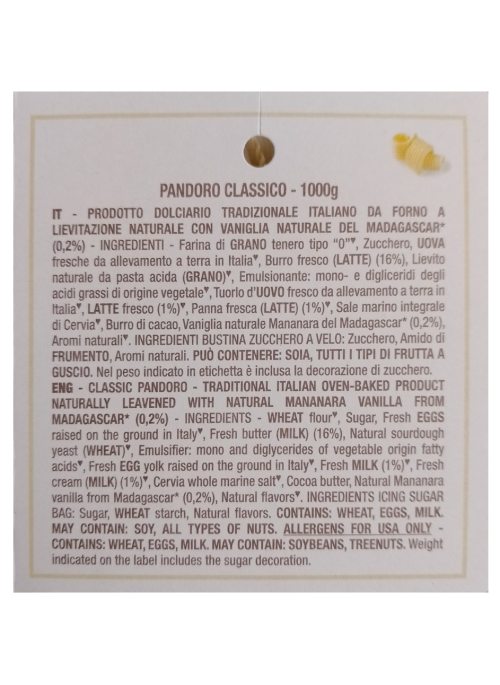 PANDORO CLASSICO - 1000g
IT - PRODOTTO DOLCIARIO TRADIZIONALE ITALIANO DA FORNO A
LIEVITAZIONE NATURALE CON VANIGLIA NATURALE DEL MADAGASCAR*
(0,2%) - INGREDIENTI - Farina di GRANO tenero tipo "0"♥, Zucchero, UOVA
fresche da allevamento a terra in Italia♥, Burro fresco (LATTE) (16%), Lievito
naturale da pasta acida (GRANO)♥, Emulsionante: mono- e digliceridi degli
acidi grassi di origine vegetale♥, Tuorlo d'UOVO fresco da allevamento a terra in
Italia♥, LATTE fresco (1%)♥, Panna fresca (LATTE) (1%)♥, Sale marino integrale
di Cervia♥, Burro di cacao, Vaniglia naturale Mananara del Madagascar* (0,2%),
Aromi naturali♥. INGREDIENTI BUSTINA ZUCCHERO A VELO: Zucchero, Amido di
FRUMENTO, Aromi naturali. PUÒ CONTENERE: SOIA, TUTTI I TIPI DI FRUTTA A
GUSCIO. Nel peso indicato in etichetta è inclusa la decorazione di zucchero.
ENG - CLASSIC PANDORO - TRADITIONAL ITALIAN OVEN-BAKED PRODUCT
NATURALLY LEAVENED WITH NATURAL MANANARA VANILLA FROM
MADAGASCAR* (0,2%) - INGREDIENTS - WHEAT flour♥, Sugar, Fresh EGGS
raised on the ground in Italy♥, Fresh butter (MILK) (16%), Natural sourdough
yeast (WHEAT)♥, Emulsifier: mono and diglycerides of vegetable origin fatty
acids♥, Fresh EGG yolk raised on the ground in Italy♥, Fresh MILK (1%)♥, Fresh
cream (MILK) (1%)♥, Cervia whole marine salt♥, Cocoa butter, Natural Mananara
vanilla from Madagascar* (0,2%), Natural flavors♥. INGREDIENTS ICING SUGAR
BAG: Sugar, WHEAT starch, Natural flavors. CONTAINS: WHEAT, EGGS, MILK.
MAY CONTAIN: SOY, ALL TYPES OF NUTS. ALLERGENS FOR USA ONLY -
CONTAINS: WHEAT, EGGS, MILK. MAY CONTAIN: SOYBEANS, TREENUTS. Weight
indicated on the label includes the sugar decoration.